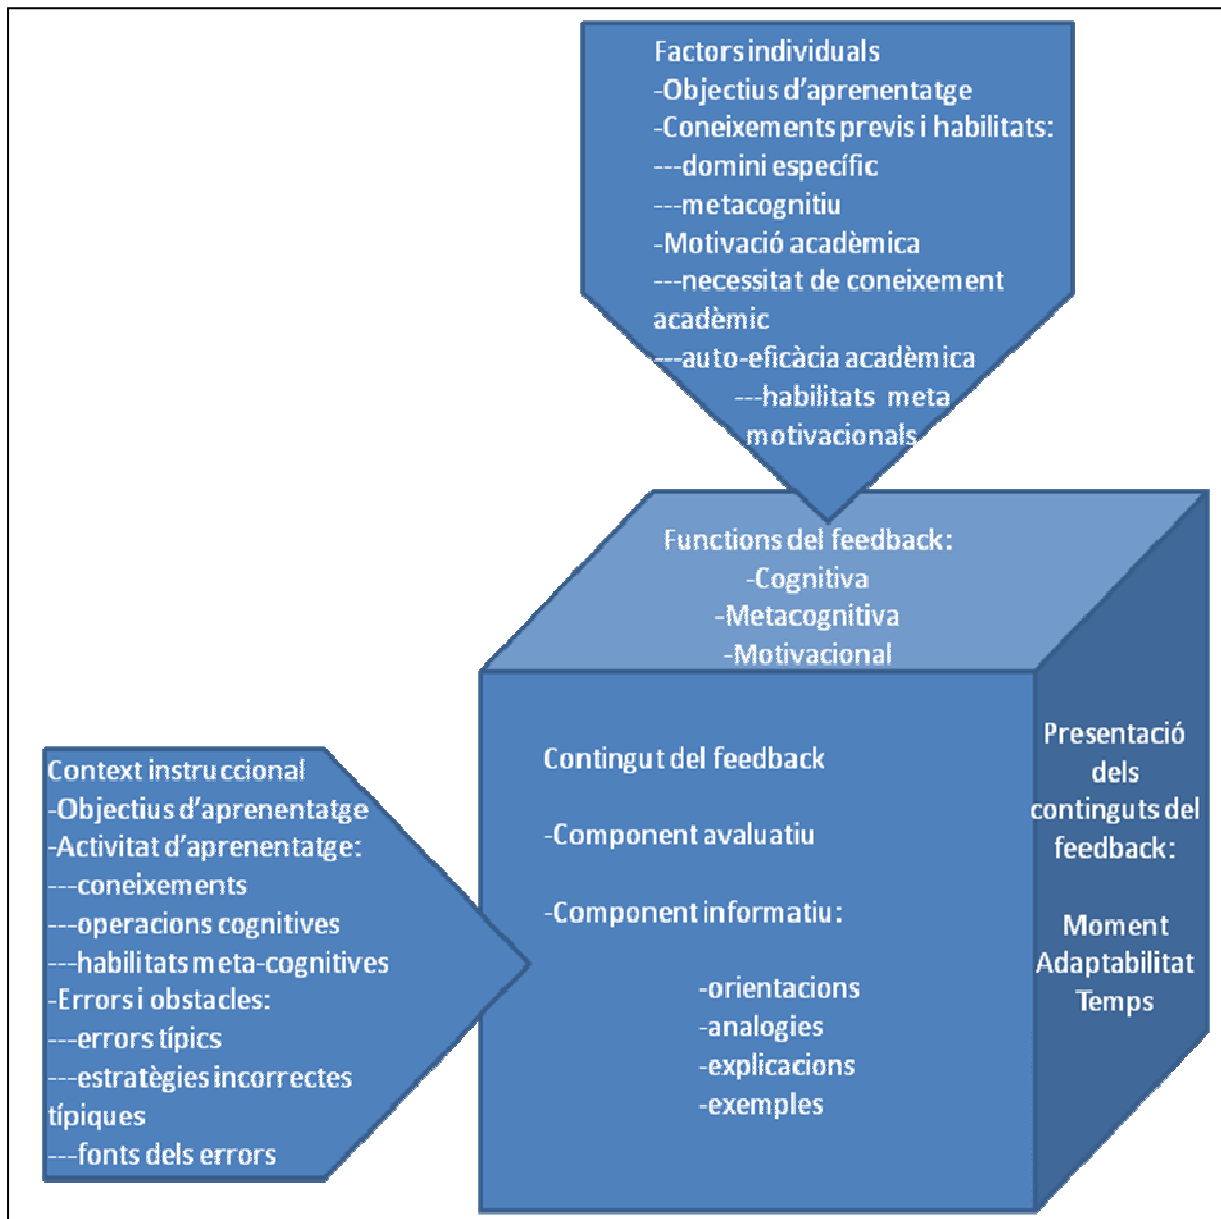 Factors individuals
-Objectius d'aprenentatge
-Coneixements previs i habilitats:
---domini específic
---metacognitiu
-Motivació acadèmica
---necessitat de coneixement
acadèmic
---auto-eficàcia acadèmica
---habilitats meta
motivacionals
Functions del feedback:
-Cognitiva
-Metacognitiva
-Motivacional
Contingut del feedback
-Component avaluatiu
-Component informatiu:
-orientacions
-analogies
-explicacions
-exemples
Presentació
dels
continguts del
feedback:
Moment
Adaptabilitat
Temps
Context instruccional
-Objectius d'aprenentatge
-Activitat d'aprenentatge:
---coneixements
---operacions cognitives
---habilitats meta-cognitives
-Errors i obstacles:
---errors típics
---estratègies incorrectes
típiques
---fonts dels errors